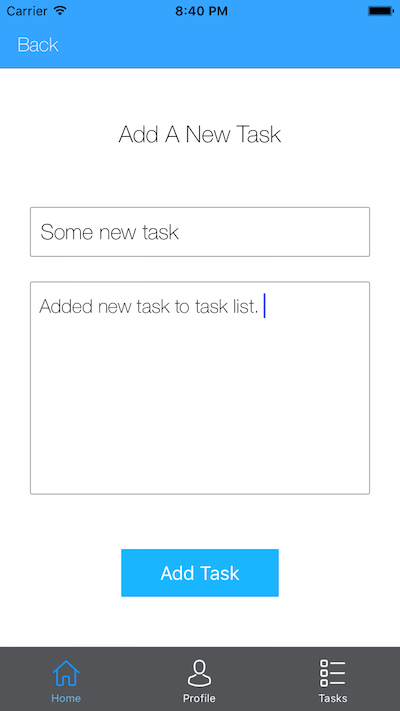 Carrier 8:40 PM
Back
Add A New Task
Some new task
Added new task to task list.
Add Task
Home Profile Tasks